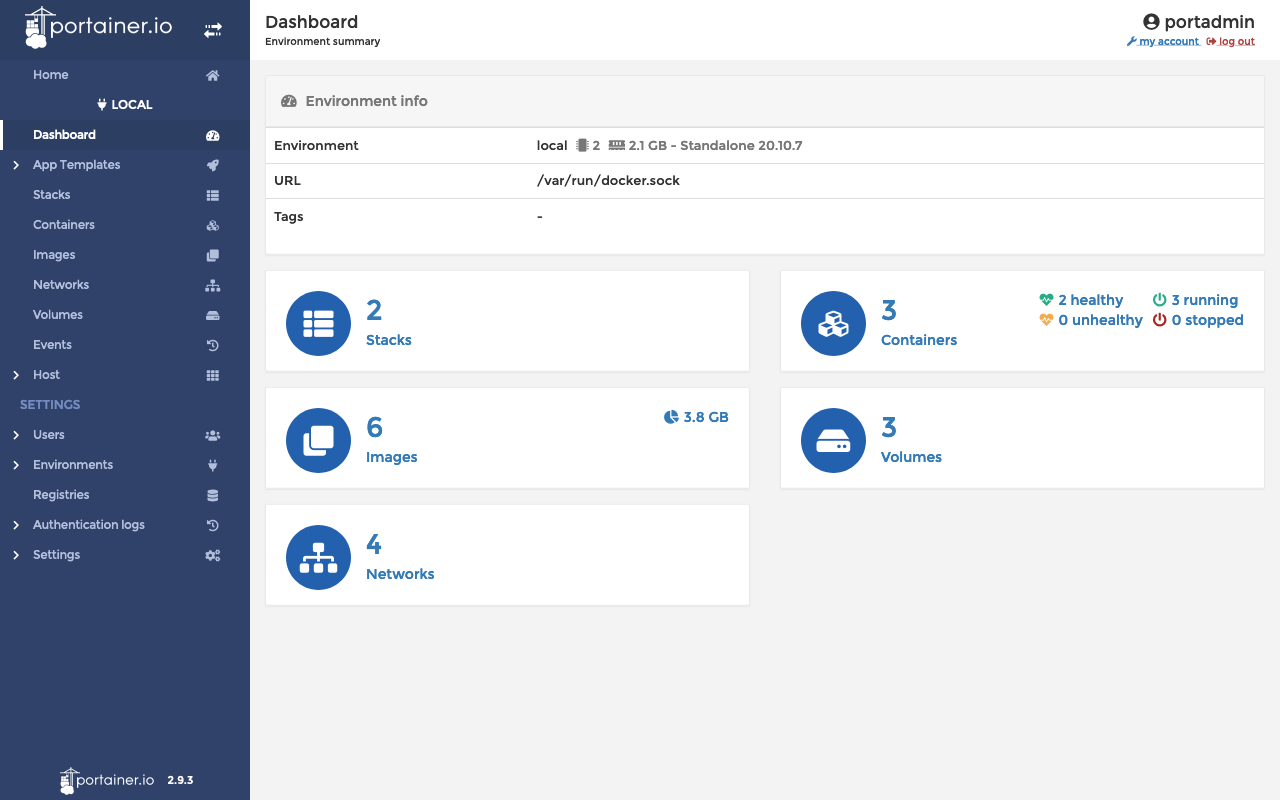 portainer.io
Home
LOCAL
Dashboard
App Templates
Stacks
Containers
Images
Networks
Volumes
Events
Host
SETTINGS
Users
Environments
Registries
Authentication logs
Settings
portainer.io 2.9.3
Dashboard
Environment summary
portadmin
my account log out
Environment info
Environment local 2 2.1 GB - Standalone 20.10.7
URL /var/run/docker.sock
Tags -
2
Stacks
3
Containers
2 healthy 3 running
0 unhealthy 0 stopped
6
Images
3.8 GB
3
Volumes
4
Networks